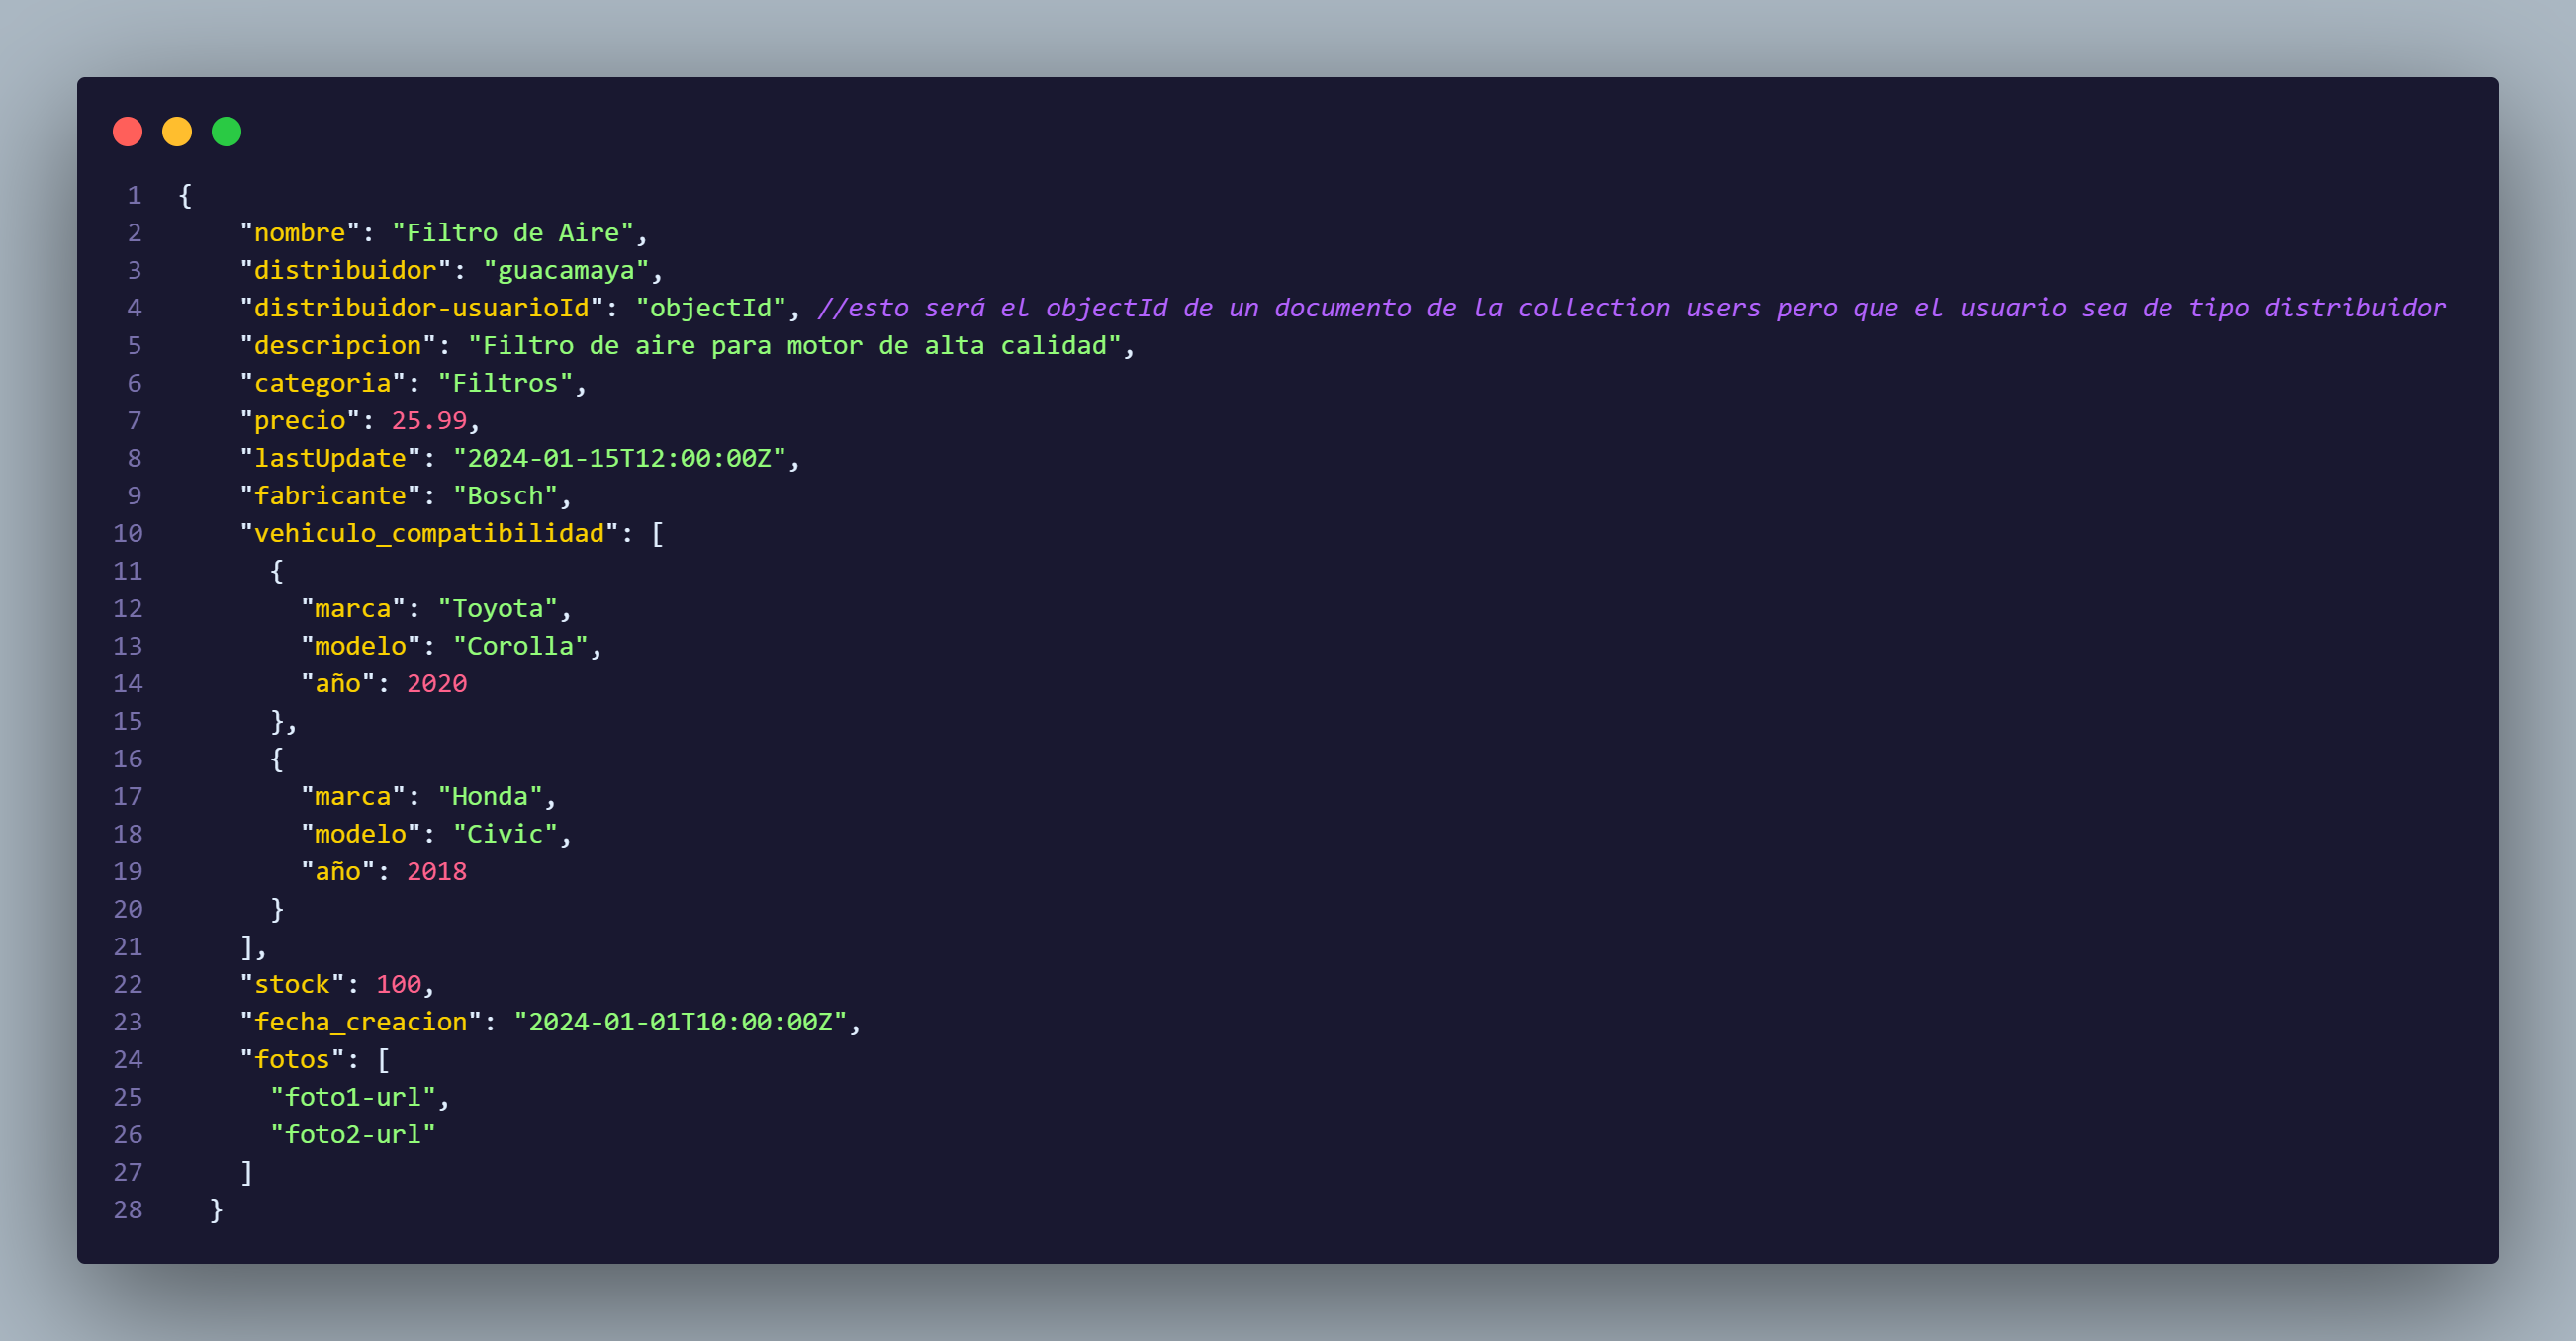 1 {
2 "nombre": "Filtro de Aire",
3 "distribuidor": "guacamaya",
4 "distribuidor-usuarioId": "objectId", //esto será el objectId de un documento de la collection users pero que el usuario sea de tipo distribuidor
5 "descripcion": "Filtro de aire para motor de alta calidad",
6 "categoria": "Filtros",
7 "precio": 25.99,
8 "lastUpdate": "2024-01-15T12:00:00Z",
9 "fabricante": "Bosch",
10 "vehiculo_compatibilidad": [
11 {
12 "marca": "Toyota",
13 "modelo": "Corolla",
14 "año": 2020
15 },
16 {
17 "marca": "Honda",
18 "modelo": "Civic",
19 "año": 2018
20 }
21 ],
22 "stock": 100,
23 "fecha_creacion": "2024-01-01T10:00:00Z",
24 "fotos": [
25 "foto1-url",
26 "foto2-url"
27 ]
28 }